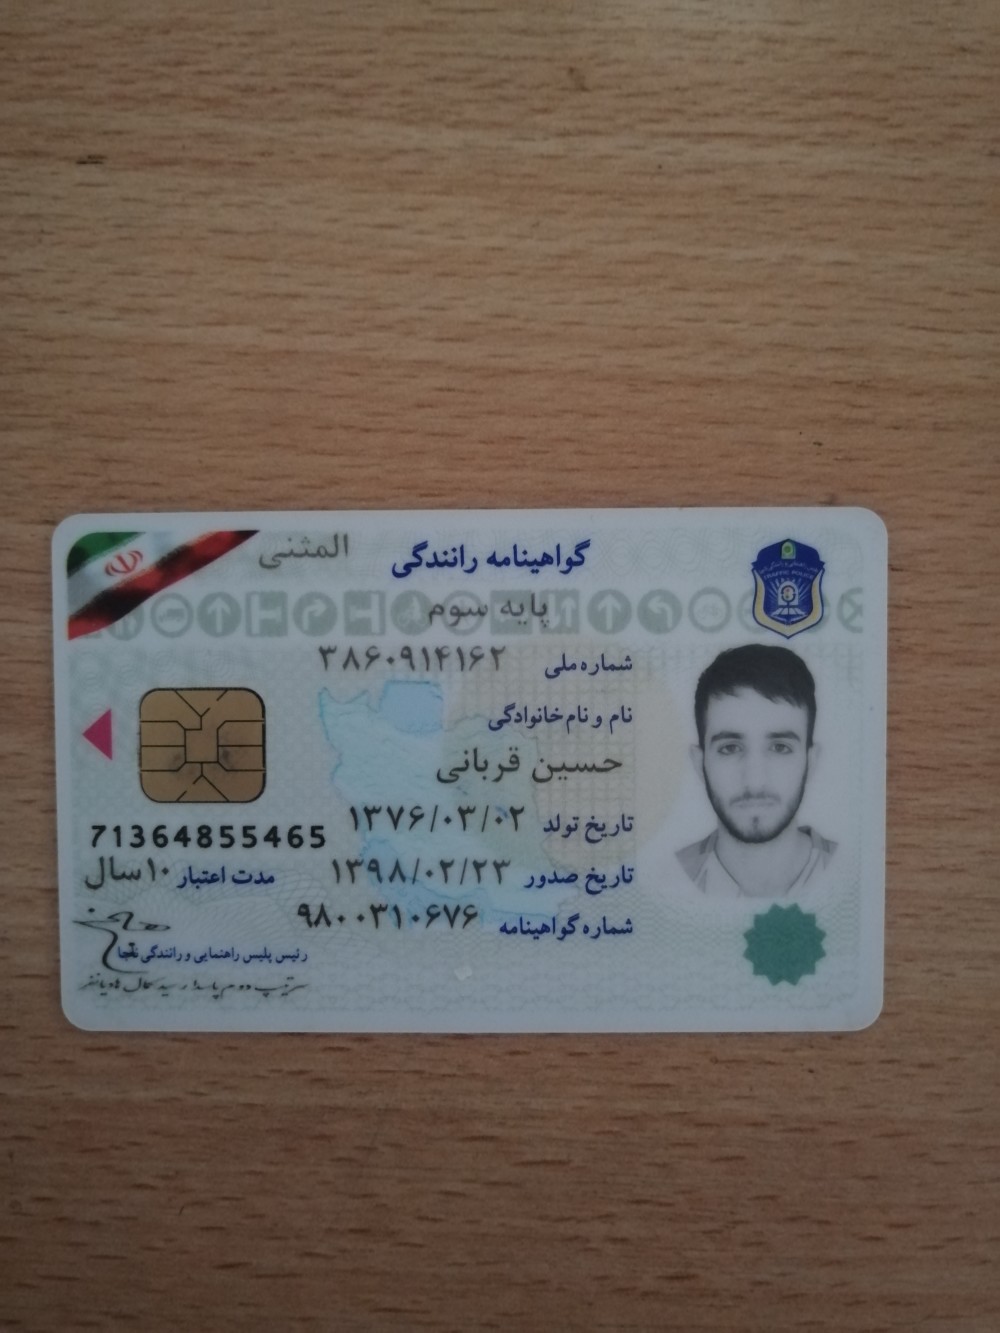 گواهینامه رانندگی
المثنی
TRAFFIC POLICE
پایه سوم
شماره ملی ۳۸۶۰۹۱۴۱۶۲
نام و نام خانوادگی
حسین قربانی
تاریخ تولد ۱۳۷۶/۰۳/۰۲
71364855465
تاریخ صدور ۱۳۹۸/۰۲/۲۳
مدت اعتبار ۱۰ سال
شماره گواهینامه ۹۸۰۰۳۱۰۶۷۶
رئیس پلیس راهنمایی و رانندگی ناجا
سرتیپ دوم پاسدار سید کمال هادیانفر